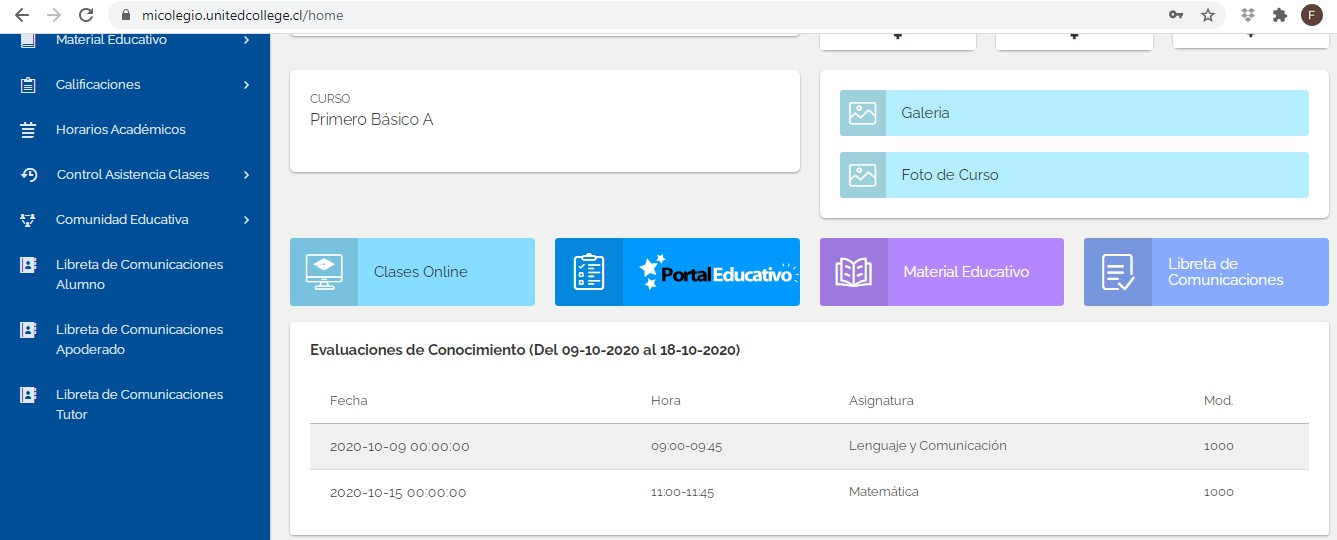 micolegio.unitedcollege.cl/home
F
Material Educativo
Calificaciones
Horarios Académicos
Control Asistencia Clases
Comunidad Educativa
Libreta de Comunicaciones
Alumno
Libreta de Comunicaciones
Apoderado
Libreta de Comunicaciones
Tutor
CURSO
Primero Básico A
Galeria
Foto de Curso
Clases Online
Portal Educativo
Material Educativo
Libreta de
Comunicaciones
Evaluaciones de Conocimiento (Del 09-10-2020 al 18-10-2020)
Fecha Hora Asignatura Mod.
2020-10-09 00:00:00 09:00-09:45 Lenguaje y Comunicación 1000
2020-10-15 00:00:00 11:00-11:45 Matemática 1000